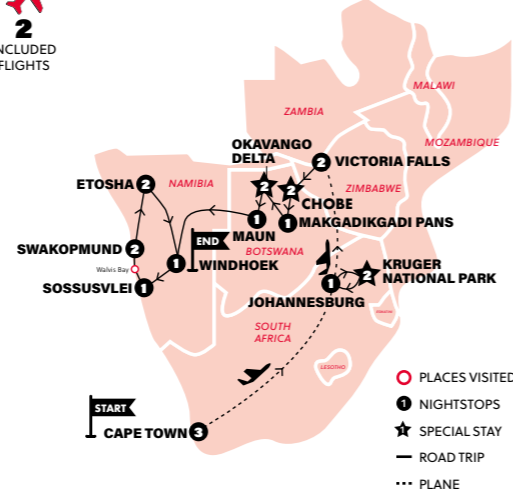 2
NCLUDED
FLIGHTS
MALAWI
ZAMBIA
MOZAMBIQUE
OKAVANGO
DELTA
2
VICTORIA FALLS
ETOSHA
2
NAMIBIA
2
2
CHOBE
ZIMBABWE
1
MAUN
1
MAKGADIKGADI PANS
SWAKOPMUND
2
END
BOTSWANA
Walvis Bay
1
WINDHOEK
SOSSUSVLEI
1
1
2
KRUGER
NATIONAL PARK
JOHANNESBURG
SOUTH
AFRICA
LESOTHO
START
CAPE TOWN
3
PLACES VISITED
1
NIGHTSTOPS
1
SPECIAL STAY
ROAD TRIP
PLANE